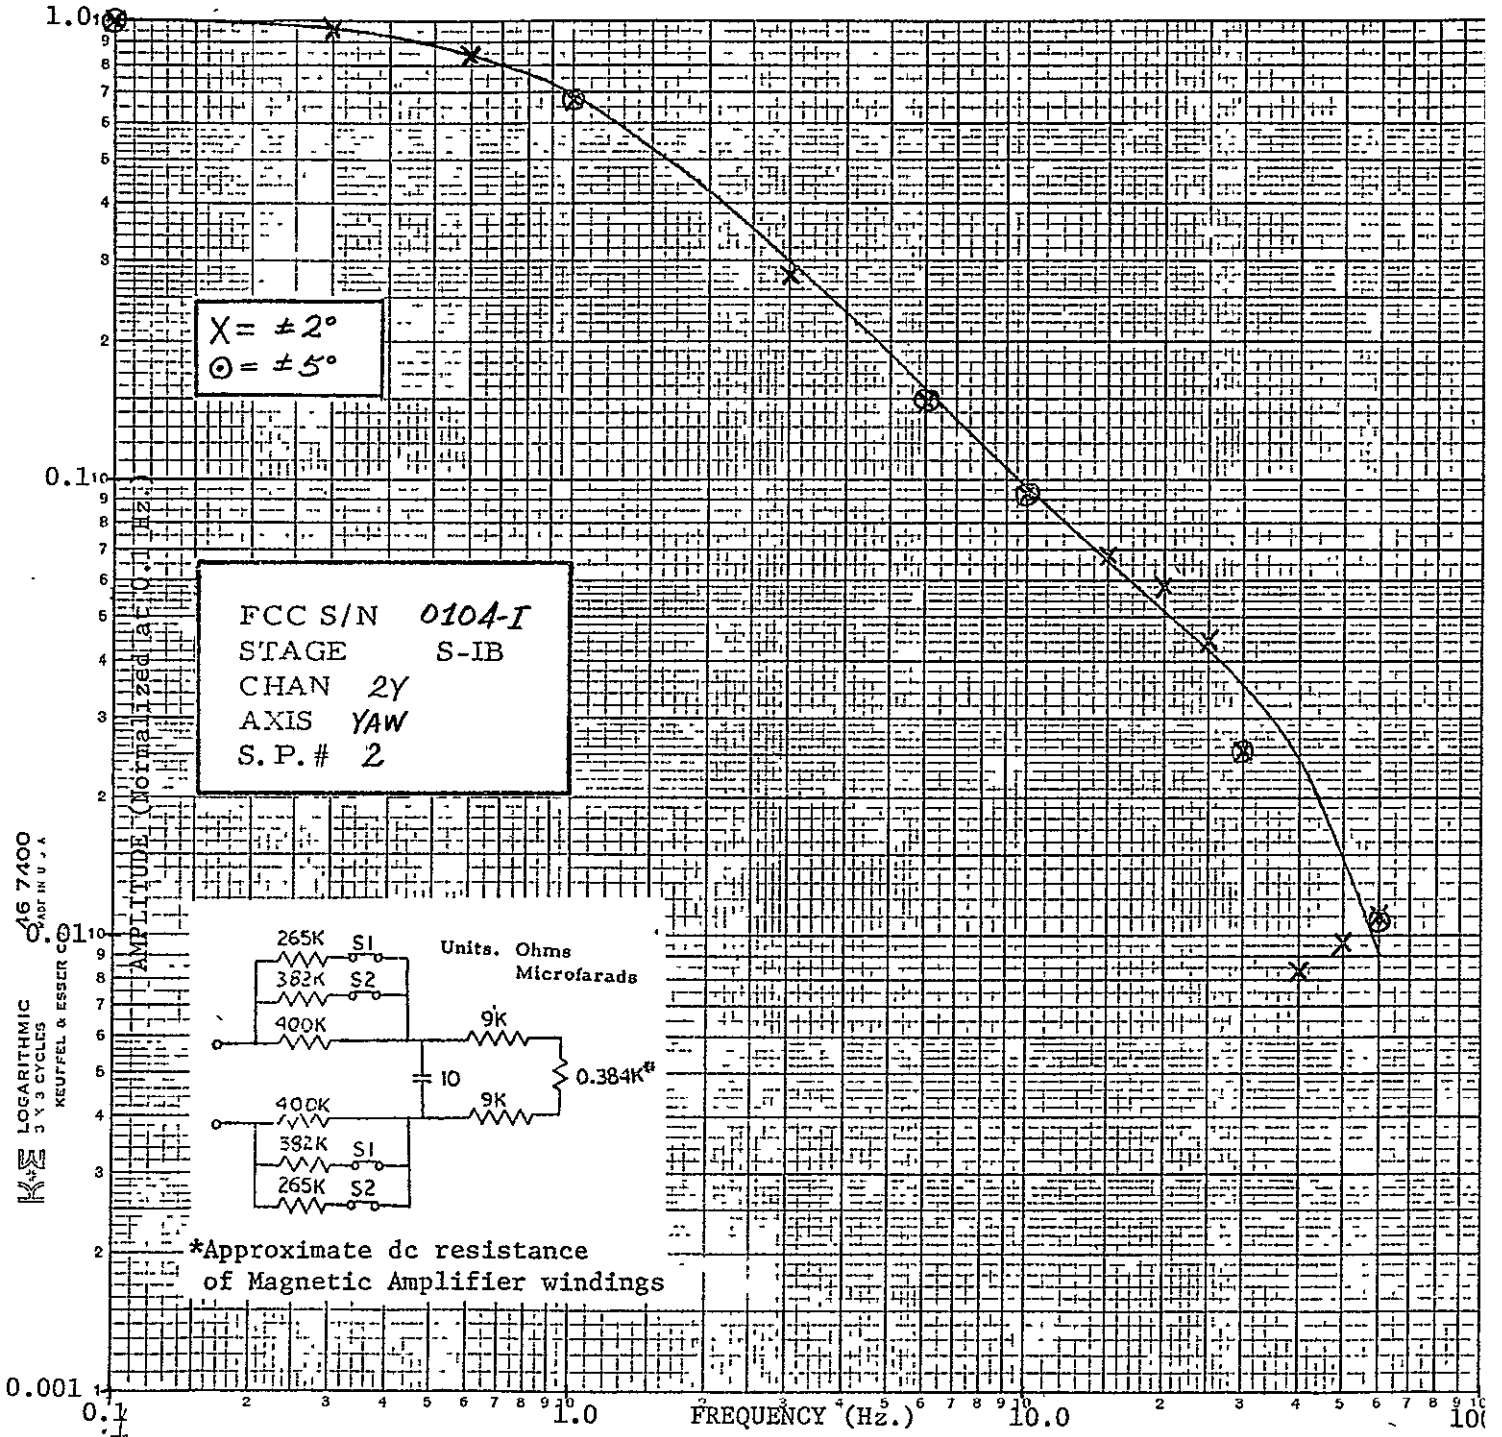 1.0
X = ±2°
⊙ = ±5°
0.1
AMPLITUDE (Normalized at 0.1 Hz.)
FCC S/N 0104-I
STAGE S-IB
CHAN 2Y
AXIS YAW
S.P.# 2
46 7400
0.01
K+E LOGARITHMIC
3 X 3 CYCLES
KEUFFEL & ESSER CO.
265K S1
382K S2
400K
Units. Ohms
Microfarads
9K
10
0.384K*
9K
400K
382K S1
265K S2
*Approximate dc resistance
of Magnetic Amplifier windings
0.001
0.1 1.0 FREQUENCY (Hz.) 10.0